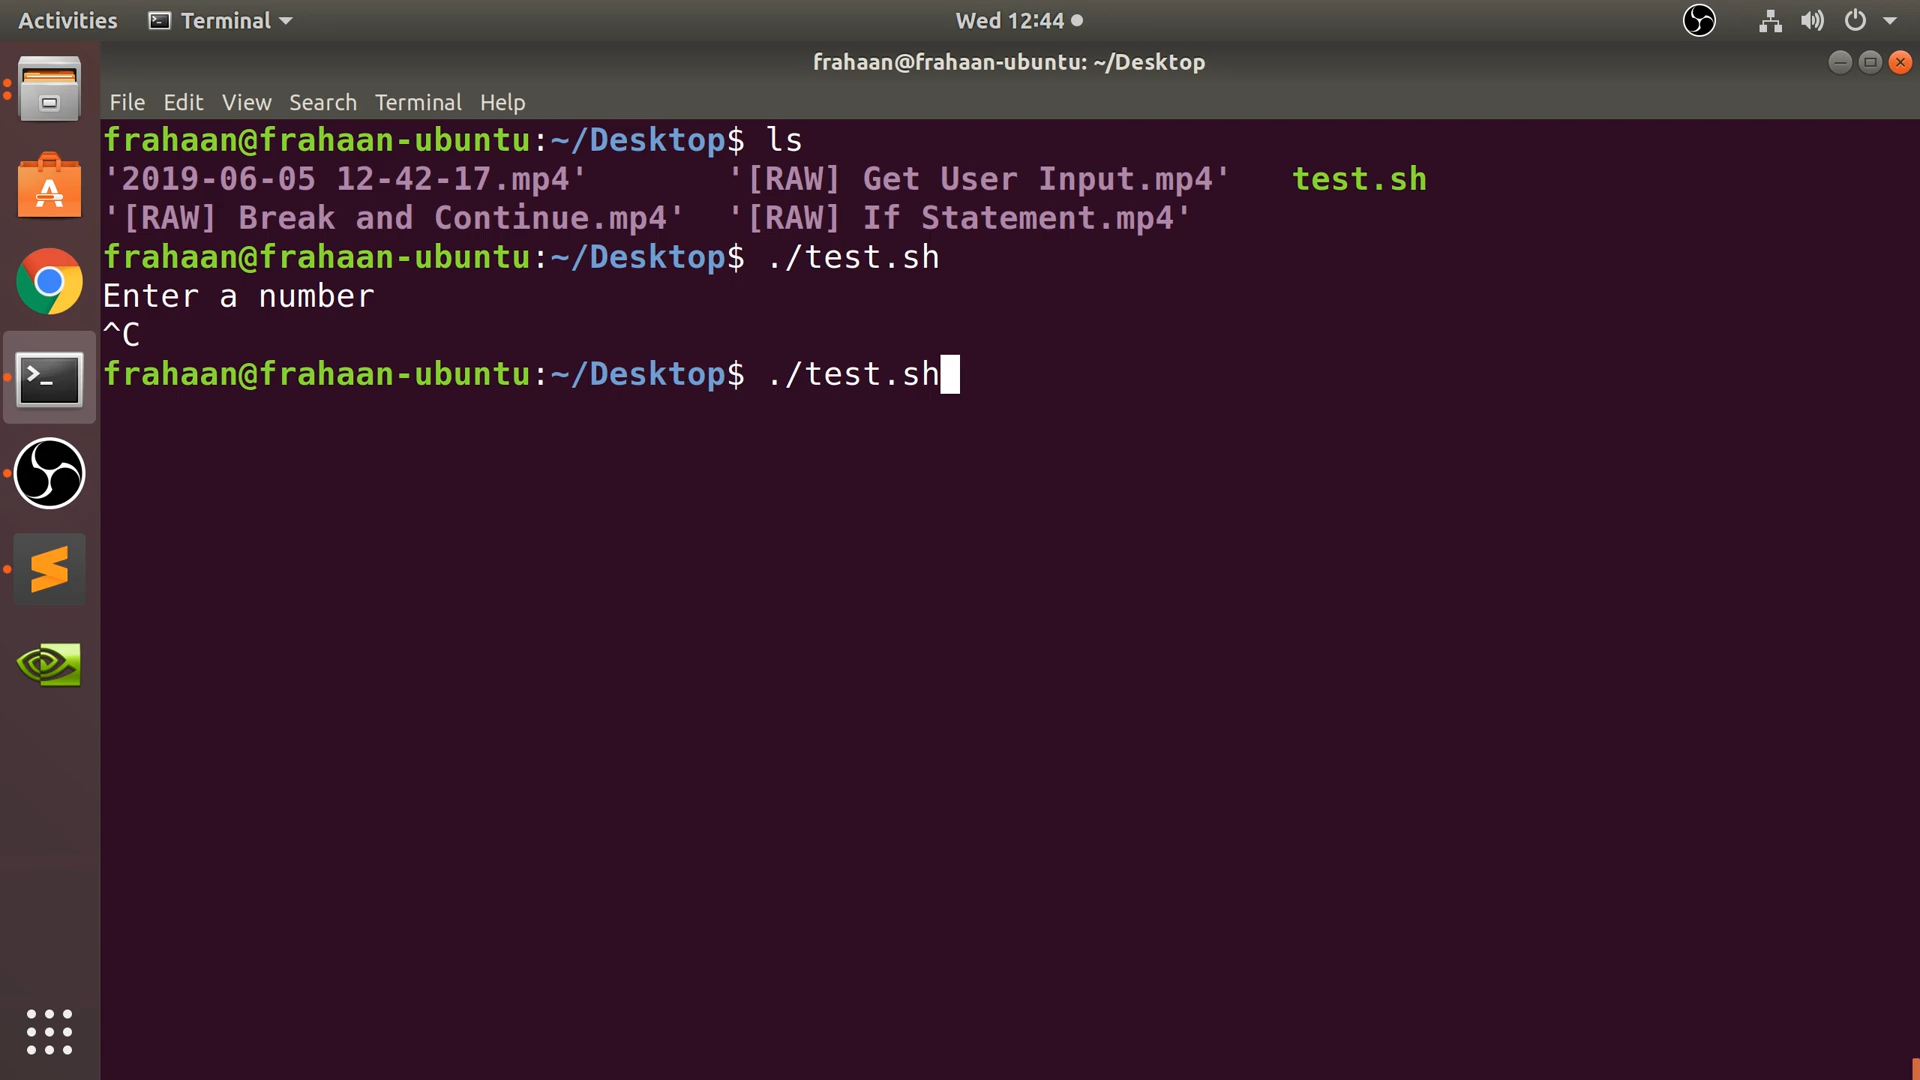 Activities Terminal Wed 12:44
frahaan@frahaan-ubuntu: ~/Desktop
File Edit View Search Terminal Help
frahaan@frahaan-ubuntu:~/Desktop$ ls
'2019-06-05 12-42-17.mp4' '[RAW] Get User Input.mp4' test.sh
'[RAW] Break and Continue.mp4' '[RAW] If Statement.mp4'
frahaan@frahaan-ubuntu:~/Desktop$ ./test.sh
Enter a number
^C
frahaan@frahaan-ubuntu:~/Desktop$ ./test.sh